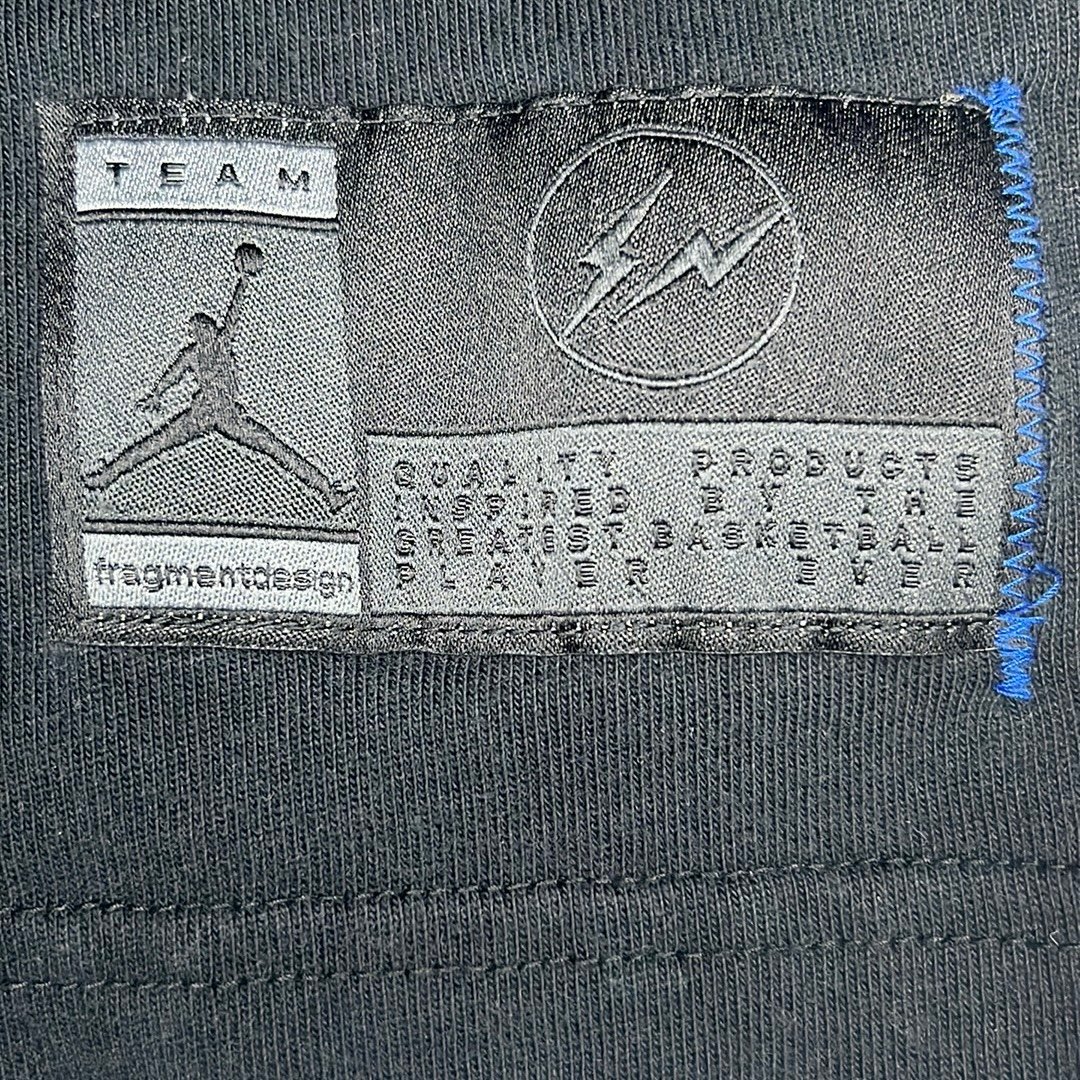 TEAM
fragmentdesign
QUALITY PRODUCTS
INSPIRED BY THE
GREATEST BASKETBALL
PLAYER EVER